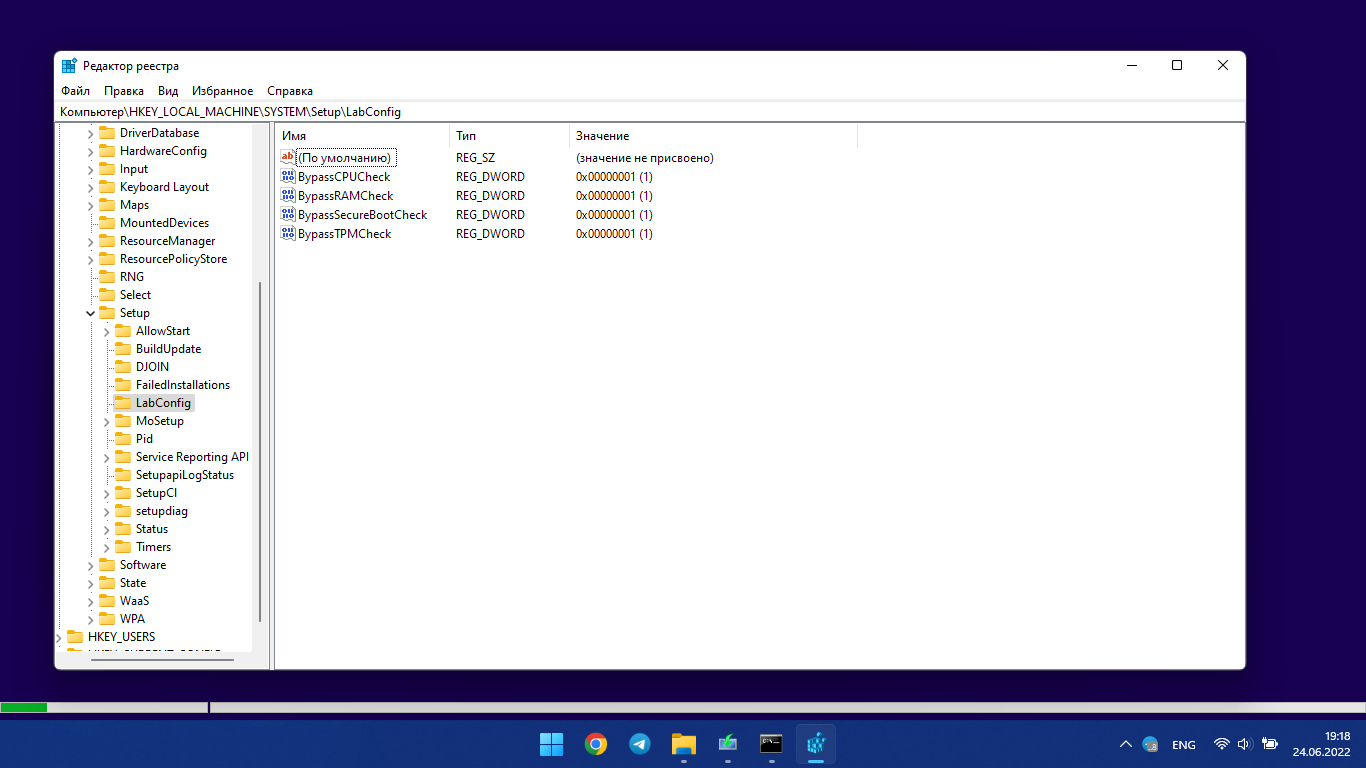 Редактор реестра
Файл Правка Вид Избранное Справка
Компьютер\HKEY_LOCAL_MACHINE\SYSTEM\Setup\LabConfig
DriverDatabase
HardwareConfig
Input
Keyboard Layout
Maps
MountedDevices
ResourceManager
ResourcePolicyStore
RNG
Select
Setup
AllowStart
BuildUpdate
DJOIN
FailedInstallations
LabConfig
MoSetup
Pid
Service Reporting API
SetupapiLogStatus
SetupCl
setupdiag
Status
Timers
Software
State
WaaS
WPA
HKEY_USERS
Имя Тип Значение
(По умолчанию) REG_SZ (значение не присвоено)
BypassCPUCheck REG_DWORD 0x00000001 (1)
BypassRAMCheck REG_DWORD 0x00000001 (1)
BypassSecureBootCheck REG_DWORD 0x00000001 (1)
BypassTPMCheck REG_DWORD 0x00000001 (1)
ENG
19:18
24.06.2022